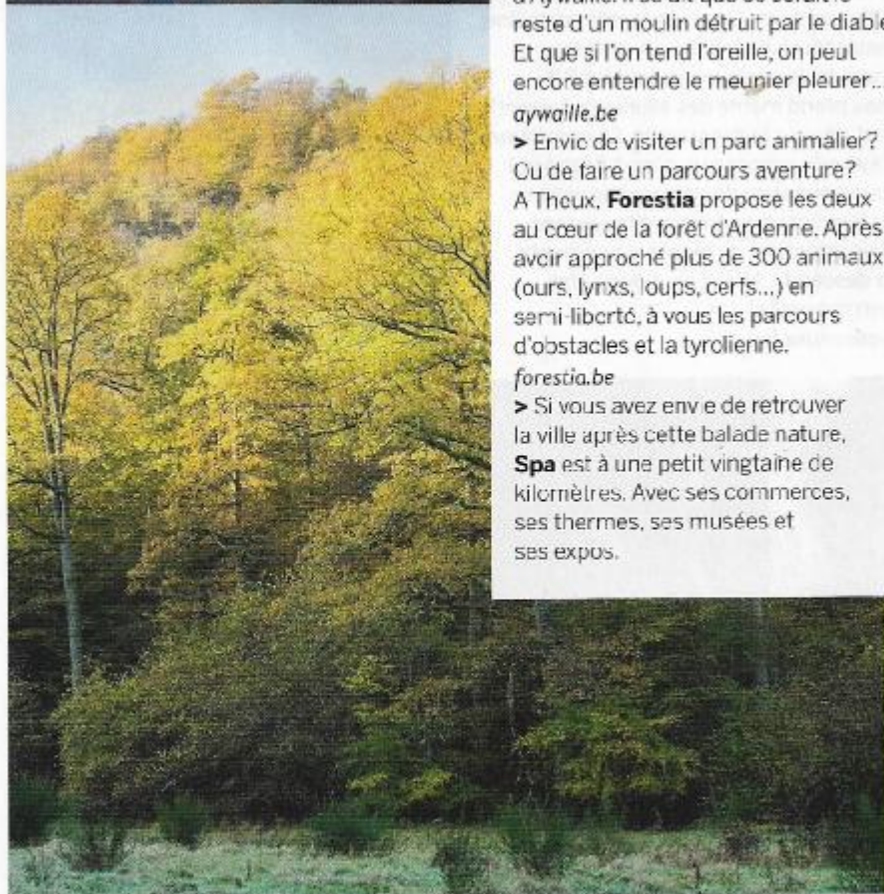 reste d'un moulin détruit par le diable
Et que si l'on tend l'oreille, on peut
encore entendre le meunier pleurer...
aywaille.be
> Envie de visiter un parc animalier?
Ou de faire un parcours aventure?
A Theux, Forestia propose les deux
au cœur de la forêt d'Ardenne. Après
avoir approché plus de 300 animaux
(ours, lynxs, loups, cerfs...) en
semi-liberté, à vous les parcours
d'obstacles et la tyrolienne.
forestia.be
> Si vous avez envie de retrouver
la ville après cette balade nature,
Spa est à une petit vingtaine de
kilomètres. Avec ses commerces,
ses thermes, ses musées et
ses expos.